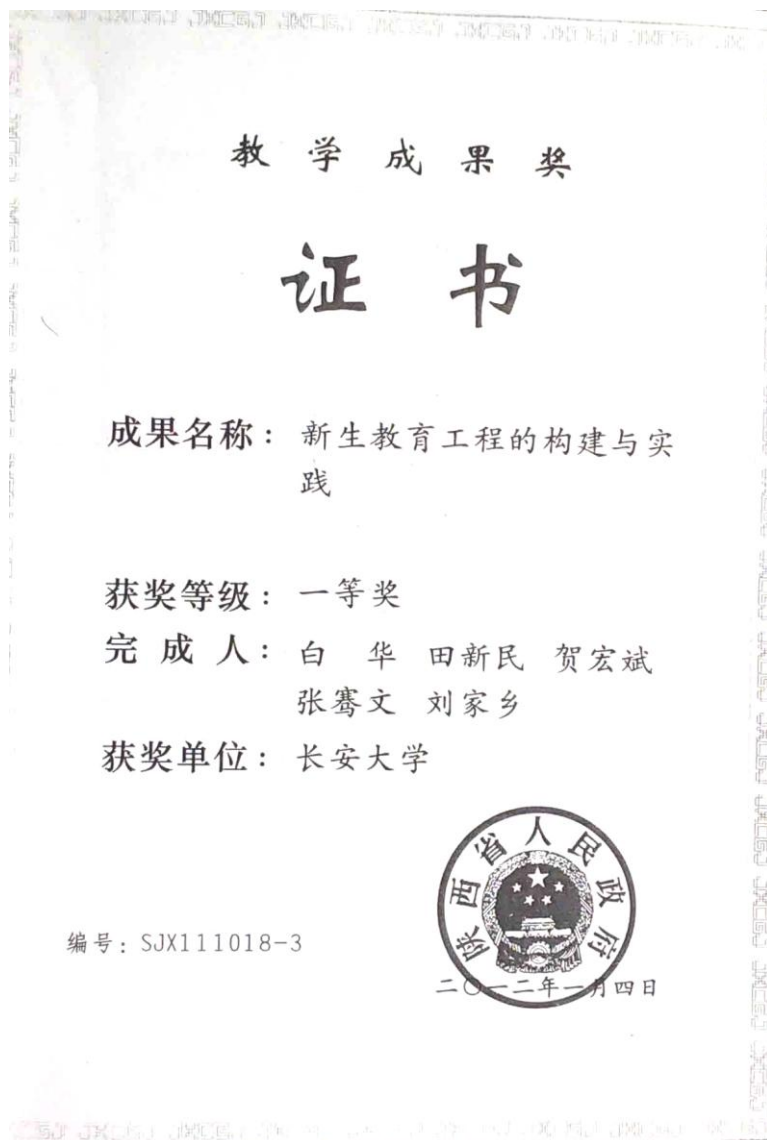 教学成果奖
证书
成果名称：新生教育工程的构建与实
践
获奖等级：一等奖
完成人：白华 田新民 贺宏斌
张骞文 刘家乡
获奖单位：长安大学
陕西省人民政府
编号：SJX111018-3
二〇一二年一月四日